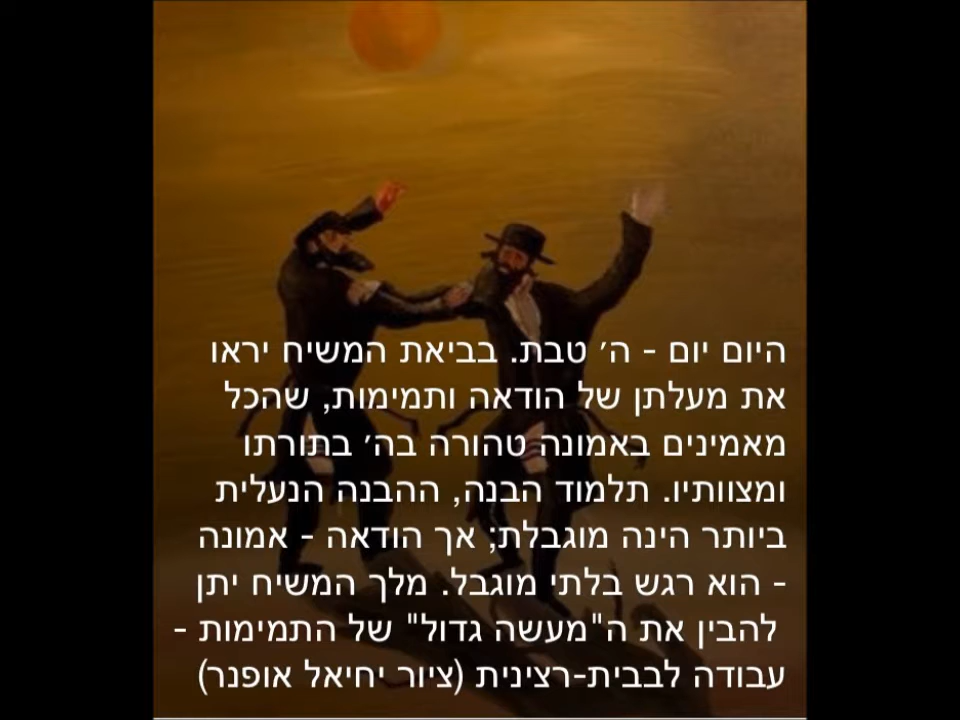 היום יום - ה׳ טבת. בביאת המשיח יראו
את מעלתן של הודאה ותמימות, שהכל
מאמינים באמונה טהורה בה׳ בתורתו
ומצוותיו. תלמוד הבנה, ההבנה הנעלית
ביותר הינה מוגבלת; אך הודאה - אמונה
- הוא רגש בלתי מוגבל. מלך המשיח יתן
להבין את ה"מעשה גדול" של התמימות -
עבודה לבבית-רצינית (ציור יחיאל אופנר)